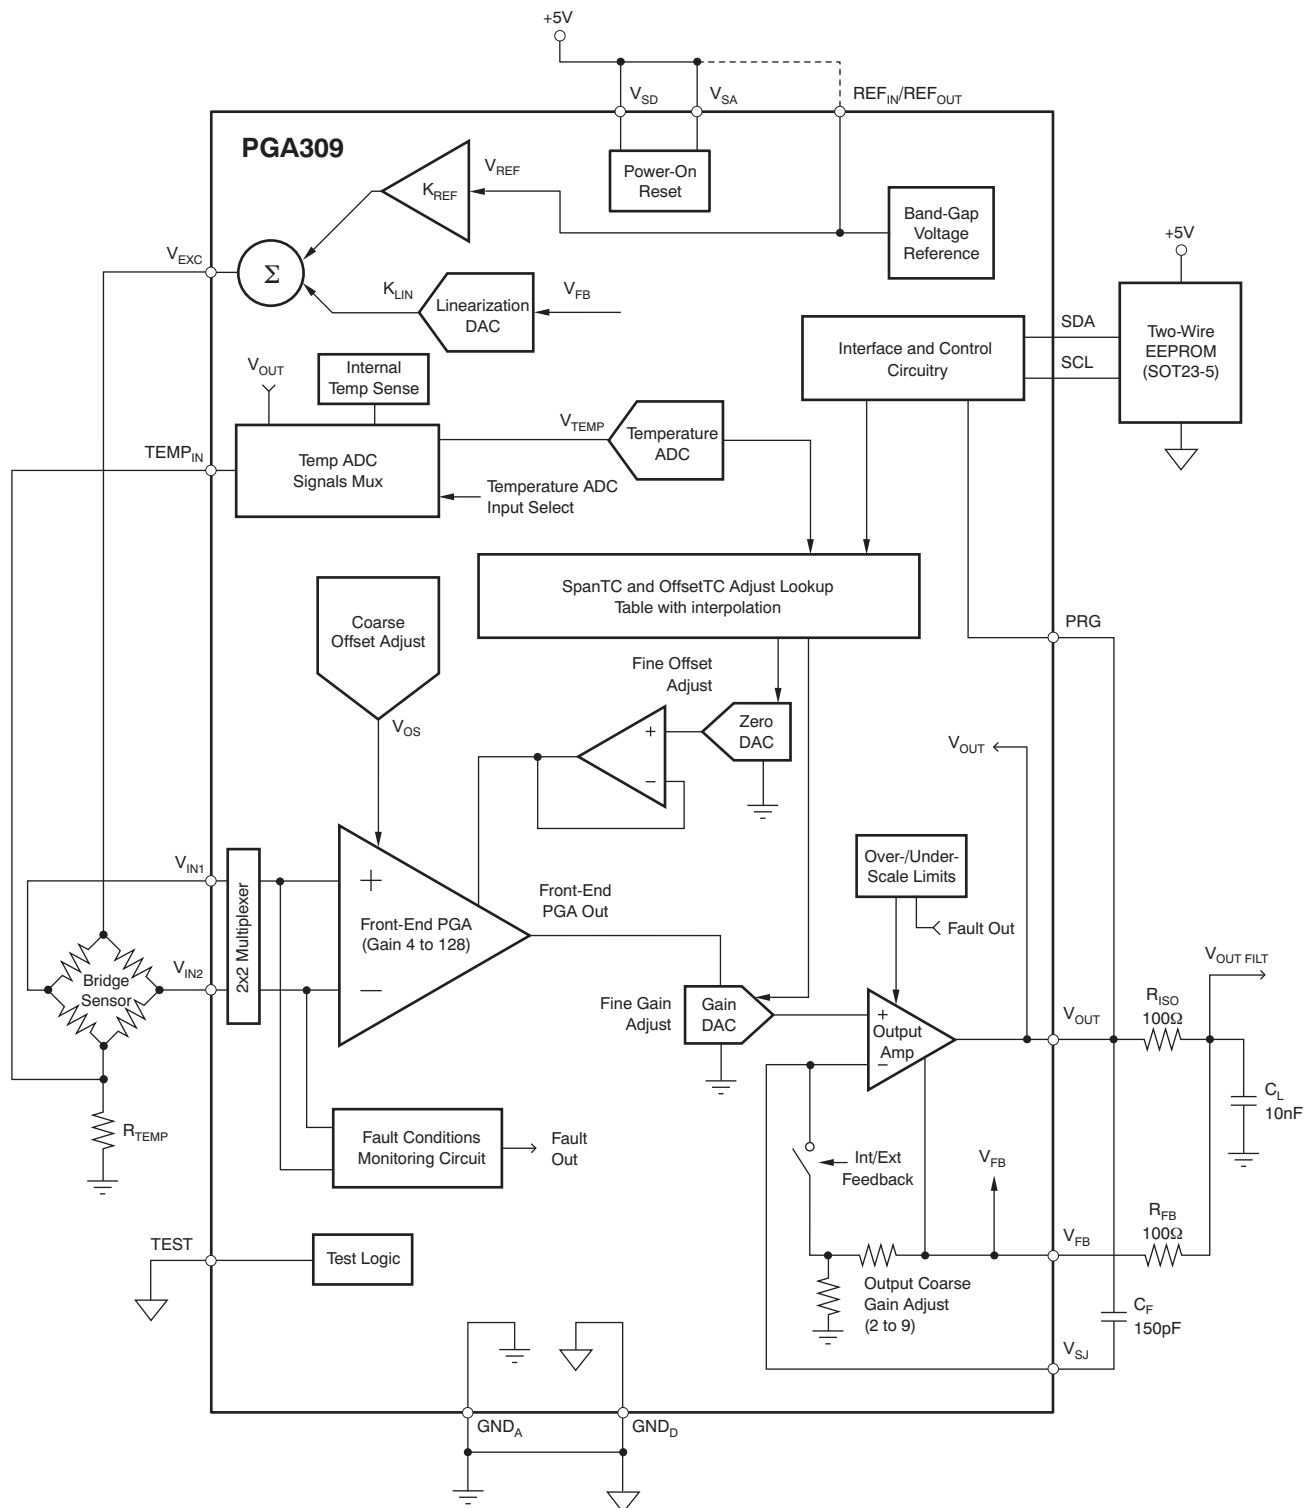 +5V
V_SD
V_SA
REF_IN/REF_OUT
PGA309
Power-On
Reset
V_REF
K_REF
Band-Gap
Voltage
Reference
+5V
V_EXC
Σ
K_LIN
Linearization
DAC
V_FB
SDA
SCL
Two-Wire
EEPROM
(SOT23-5)
Interface and Control
Circuitry
V_OUT
Internal
Temp Sense
V_TEMP
Temperature
ADC
TEMP_IN
Temp ADC
Signals Mux
Temperature ADC
Input Select
SpanTC and OffsetTC Adjust Lookup
Table with interpolation
Coarse
Offset Adjust
PRG
Fine Offset
Adjust
V_OS
+
−
Zero
DAC
V_OUT
Over-/Under-
Scale Limits
Fault Out
V_IN1
2x2 Multiplexer
+
Front-End PGA
(Gain 4 to 128)
−
Front-End
PGA Out
V_IN2
Bridge
Sensor
Fine Gain
Adjust
Gain
DAC
+
Output
Amp
−
V_OUT
R_ISO
100Ω
V_OUT FILT
C_L
10nF
R_TEMP
Fault Conditions
Monitoring Circuit
Fault
Out
Int/Ext
Feedback
V_FB
V_FB
R_FB
100Ω
TEST
Test Logic
Output Coarse
Gain Adjust
(2 to 9)
C_F
150pF
V_SJ
GND_A
GND_D